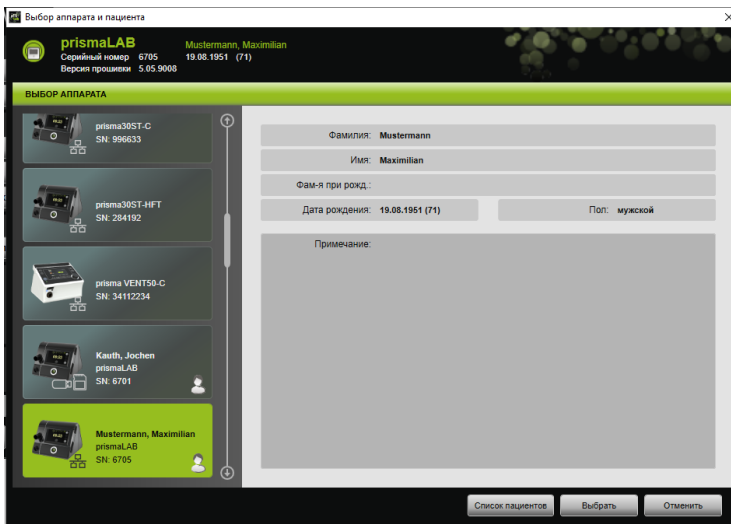 Выбор аппарата и пациента
prismaLAB
Серийный номер 6705
Версия прошивки 5.05.9008
Mustermann, Maximilian
19.08.1951 (71)
ВЫБОР АППАРАТА
prisma30ST-C
SN: 996633
prisma30ST-HFT
SN: 284192
prisma VENT50-C
SN: 34112234
Kauth, Jochen
prismaLAB
SN: 6701
Mustermann, Maximilian
prismaLAB
SN: 6705
Фамилия: Mustermann
Имя: Maximilian
Фам-я при рожд.:
Дата рождения: 19.08.1951 (71)
Пол: мужской
Примечание:
Список пациентов
Выбрать
Отменить